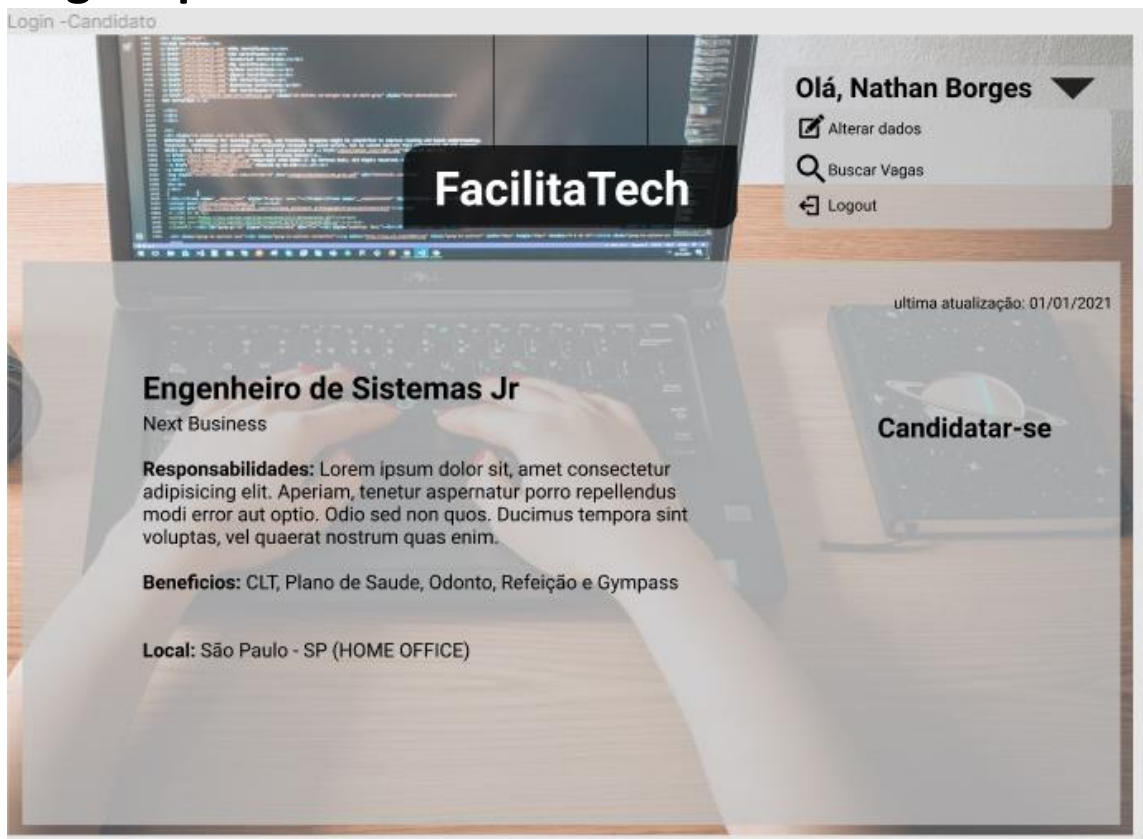 Login -Candidato
Olá, Nathan Borges
Alterar dados
Buscar Vagas
Logout
FacilitaTech
ultima atualização: 01/01/2021
Engenheiro de Sistemas Jr
Next Business
Candidatar-se
Responsabilidades: Lorem ipsum dolor sit, amet consectetur
adipisicing elit. Aperiam, tenetur aspernatur porro repellendus
modi error aut optio. Odio sed non quos. Ducimus tempora sint
voluptas, vel quaerat nostrum quas enim.
Beneficios: CLT, Plano de Saude, Odonto, Refeição e Gympass
Local: São Paulo - SP (HOME OFFICE)